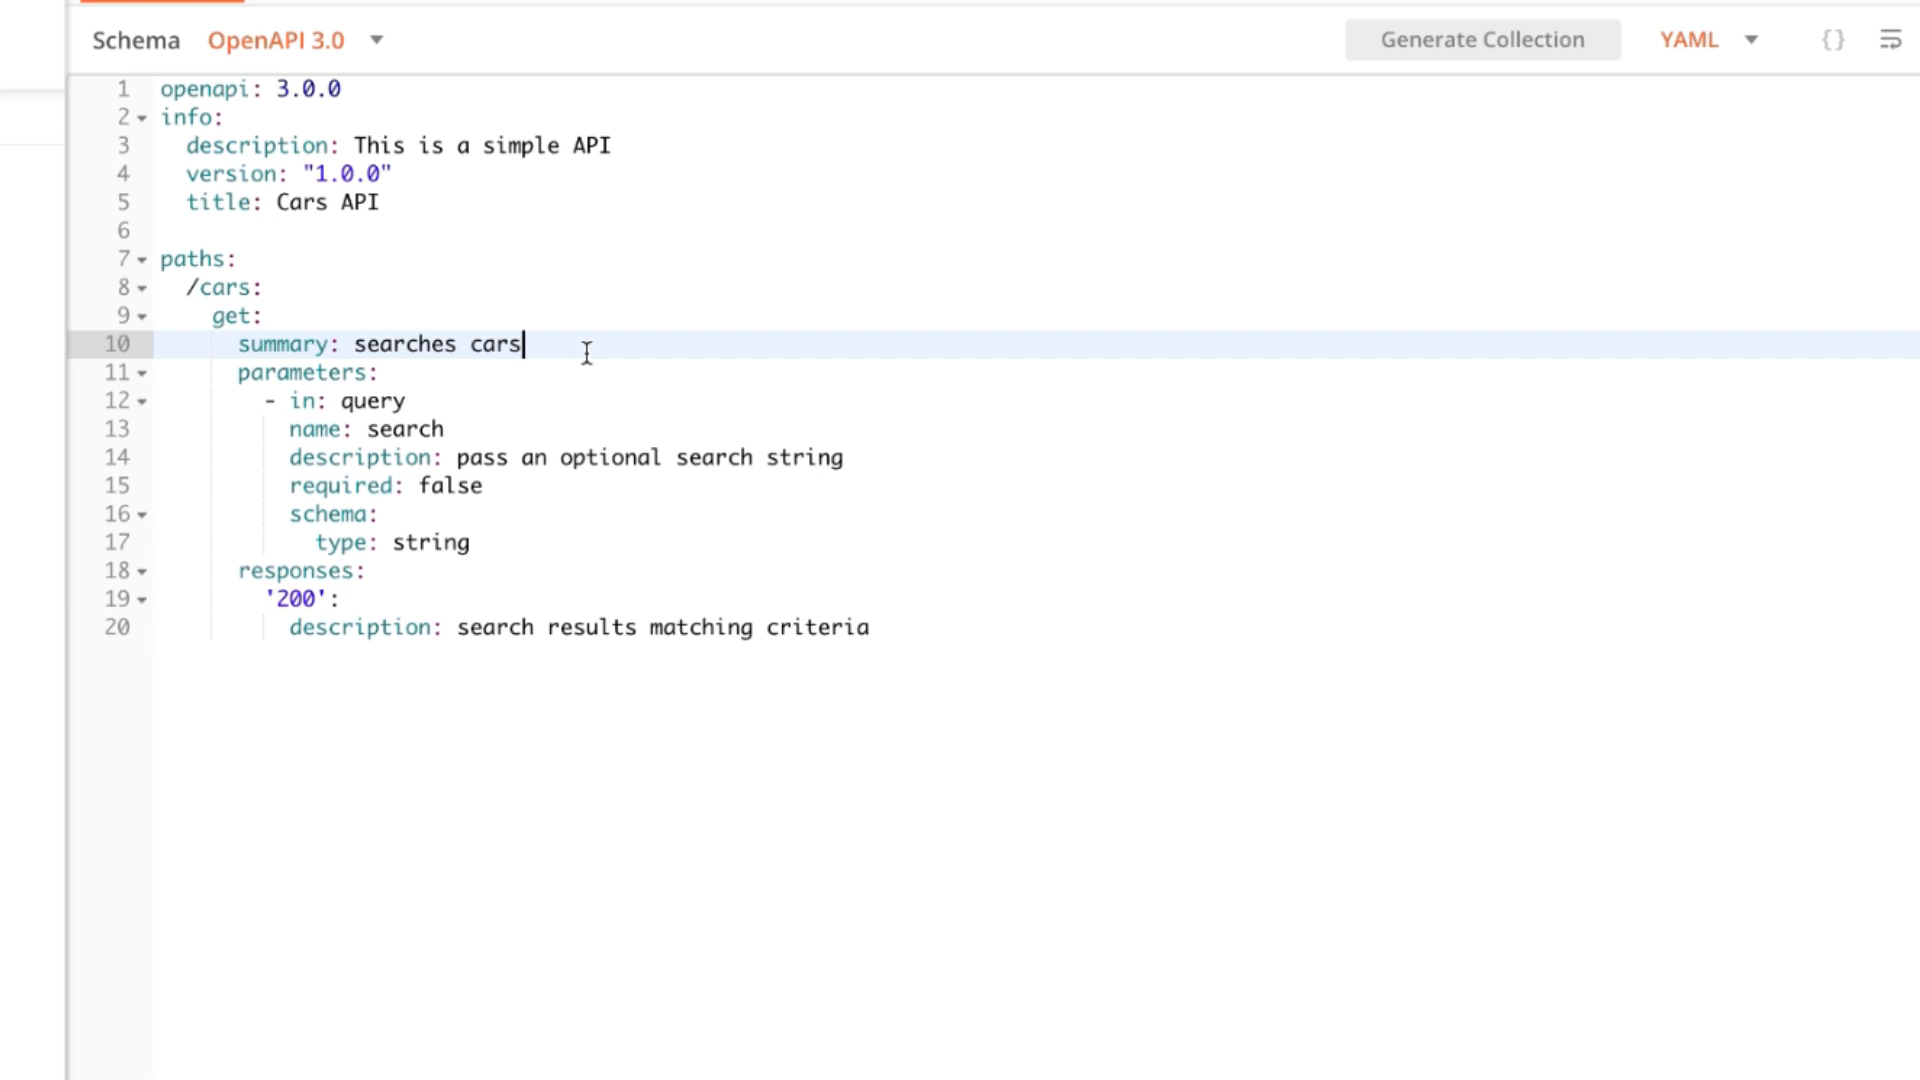 Schema OpenAPI 3.0 Generate Collection YAML {}
1 openapi: 3.0.0
2 info:
3 description: This is a simple API
4 version: "1.0.0"
5 title: Cars API
6
7 paths:
8 /cars:
9 get:
10 summary: searches cars
11 parameters:
12 - in: query
13 name: search
14 description: pass an optional search string
15 required: false
16 schema:
17 type: string
18 responses:
19 '200':
20 description: search results matching criteria